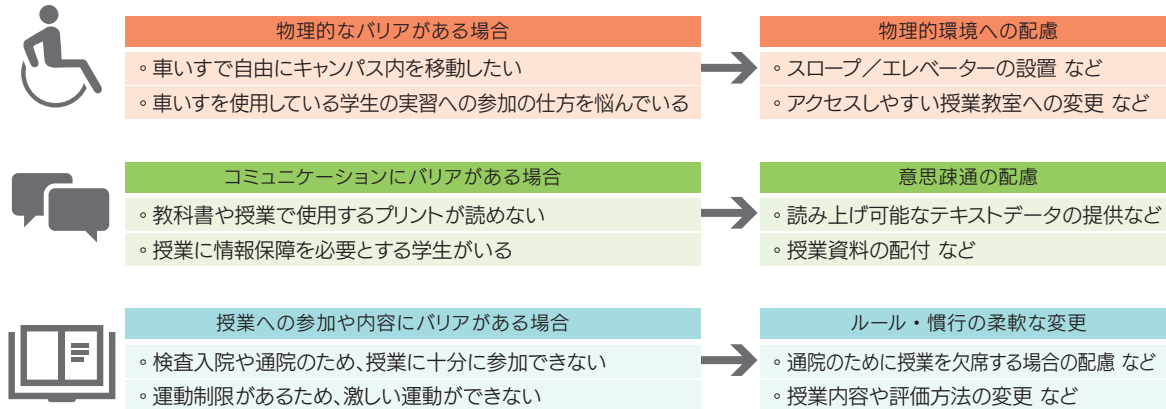 物理的なバリアがある場合
物理的環境への配慮
◦車いすで自由にキャンパス内を移動したい
◦スロープ／エレベーターの設置 など
◦車いすを使用している学生の実習への参加の仕方を悩んでいる
◦アクセスしやすい授業教室への変更 など
コミュニケーションにバリアがある場合
意思疎通の配慮
◦教科書や授業で使用するプリントが読めない
◦読み上げ可能なテキストデータの提供など
◦授業に情報保障を必要とする学生がいる
◦授業資料の配付 など
授業への参加や内容にバリアがある場合
ルール・慣行の柔軟な変更
◦検査入院や通院のため、授業に十分に参加できない
◦通院のために授業を欠席する場合の配慮 など
◦運動制限があるため、激しい運動ができない
◦授業内容や評価方法の変更 など